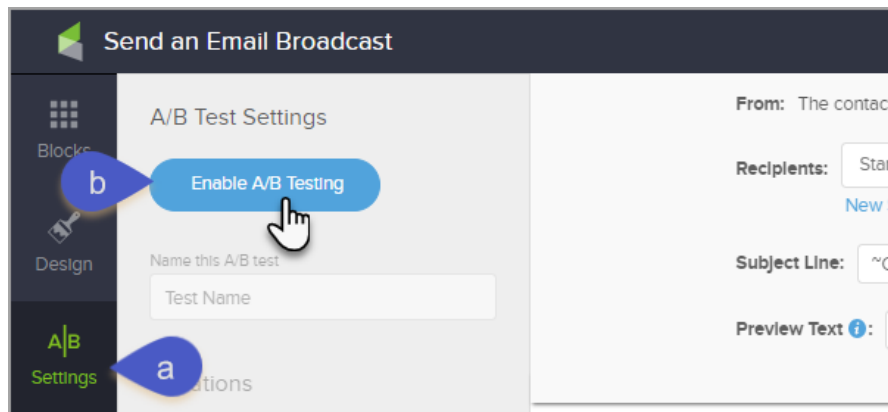 Send an Email Broadcast
Blocks
b
Design
A|B
Settings
a
A/B Test Settings
Enable A/B Testing
Name this A/B test
Test Name
From: The contac
Recipients: Star
New
Subject Line: ~
Preview Text i :